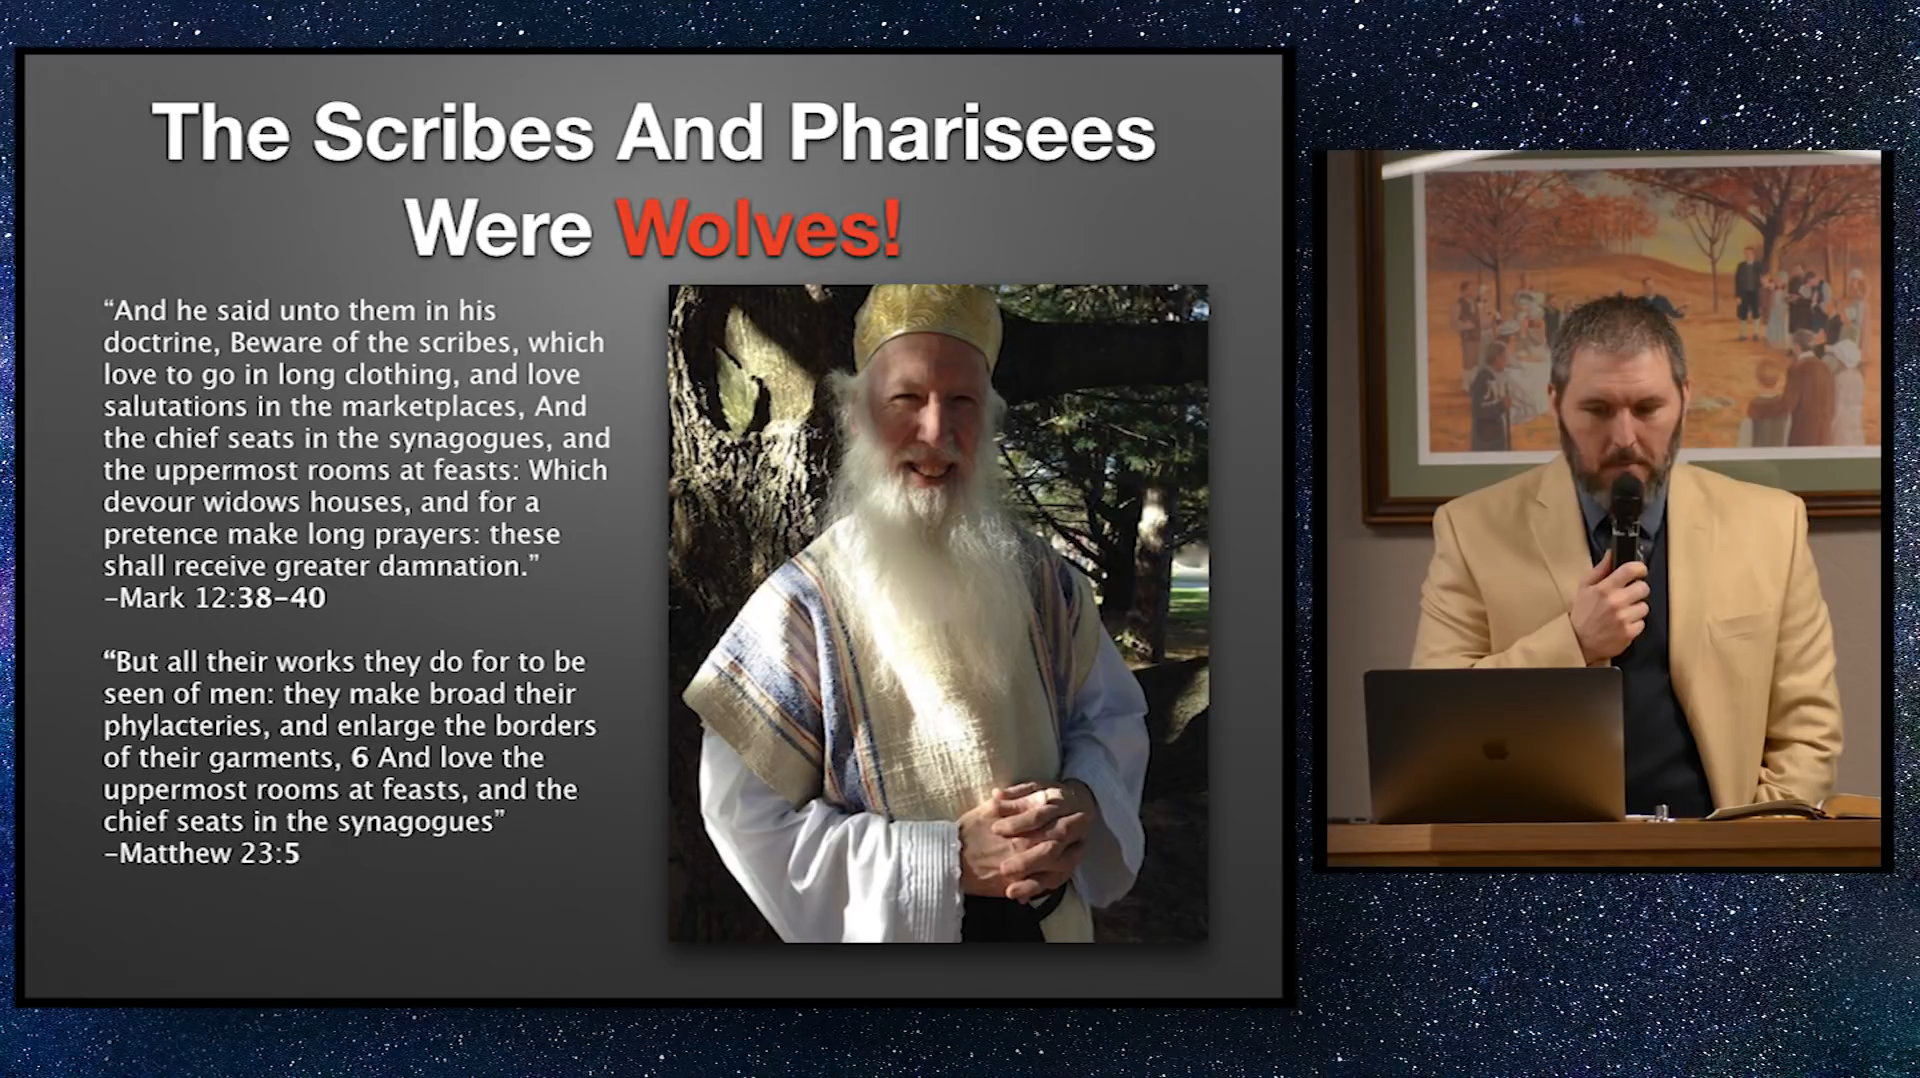 The Scribes And Pharisees
Were Wolves!
“And he said unto them in his
doctrine, Beware of the scribes, which
love to go in long clothing, and love
salutations in the marketplaces, And
the chief seats in the synagogues, and
the uppermost rooms at feasts: Which
devour widows houses, and for a
pretence make long prayers: these
shall receive greater damnation.”
–Mark 12:38–40
“But all their works they do for to be
seen of men: they make broad their
phylacteries, and enlarge the borders
of their garments, 6 And love the
uppermost rooms at feasts, and the
chief seats in the synagogues”
–Matthew 23:5